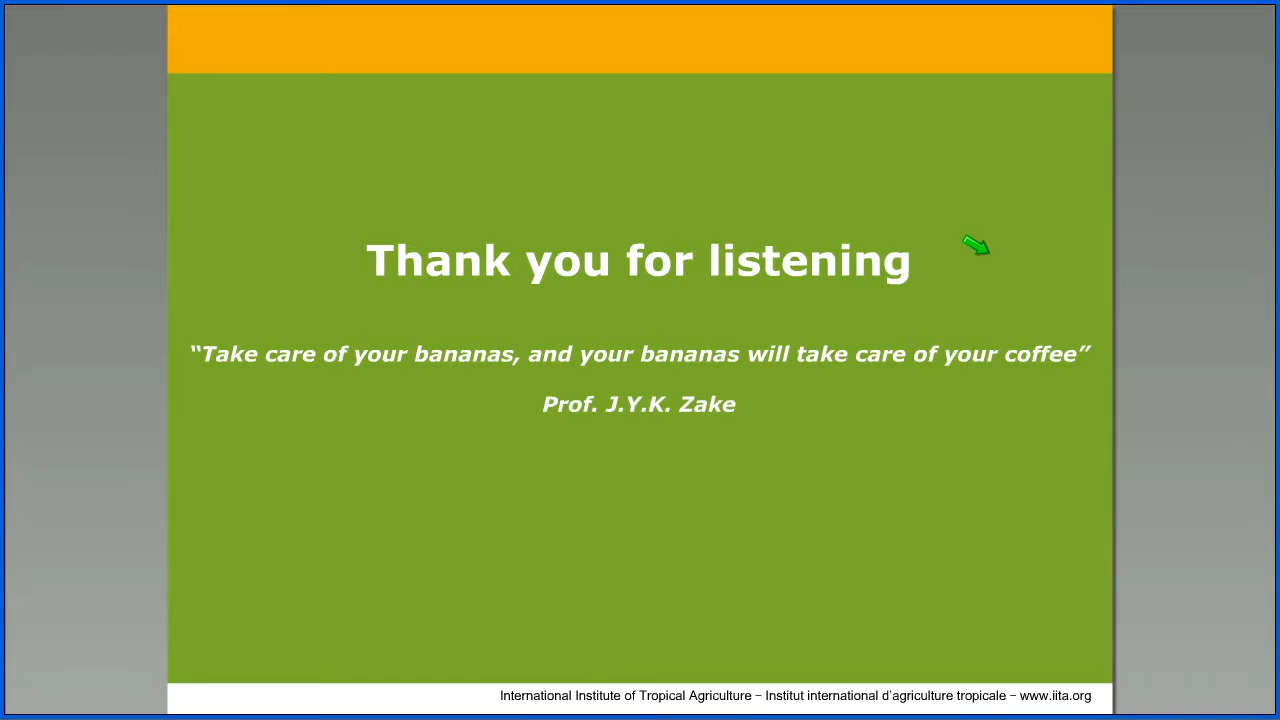 Thank you for listening
“Take care of your bananas, and your bananas will take care of your coffee”
Prof. J.Y.K. Zake
International Institute of Tropical Agriculture – Institut international d’agriculture tropicale – www.iita.org